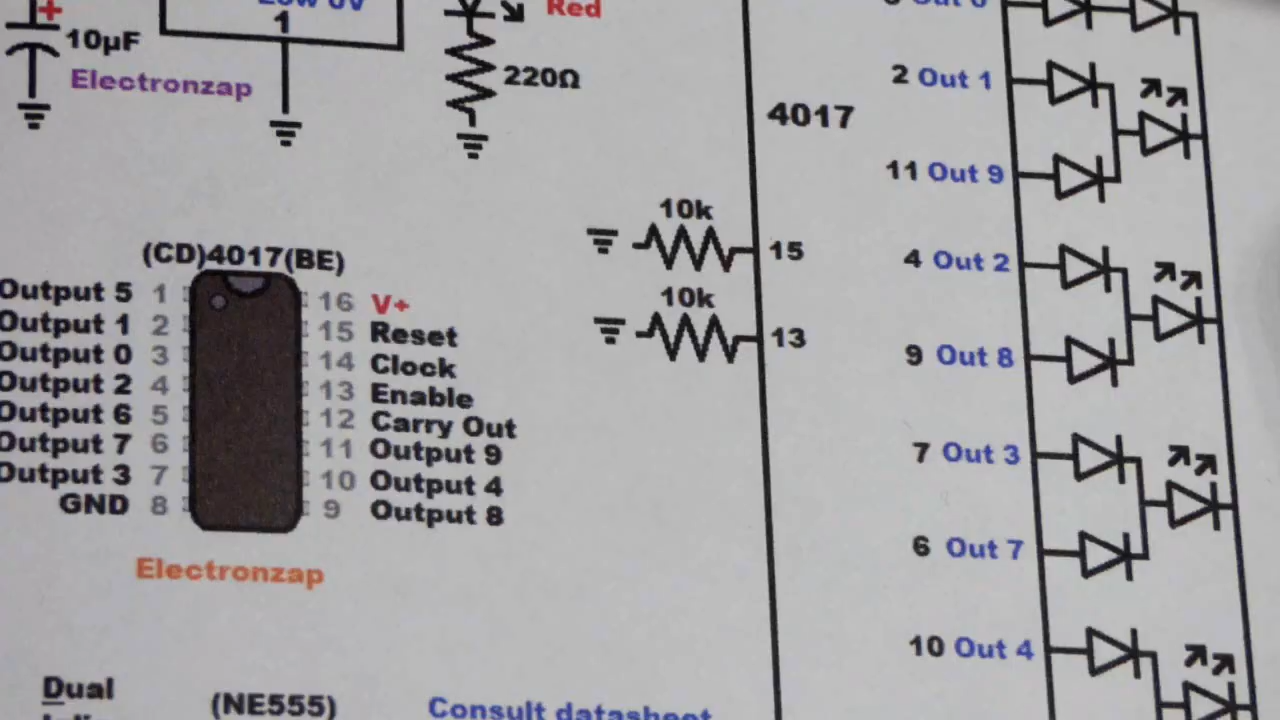 Red
10µF
1
Electronzap
220Ω
4017
2 Out 1
11 Out 9
10k
15
4 Out 2
10k
13
9 Out 8
7 Out 3
6 Out 7
10 Out 4
(CD)4017(BE)
Output 5 1
Output 1 2
Output 0 3
Output 2 4
Output 6 5
Output 7 6
Output 3 7
GND 8
16 V+
15 Reset
14 Clock
13 Enable
12 Carry Out
11 Output 9
10 Output 4
9 Output 8
Electronzap
Dual
(NE555)
Consult datasheet